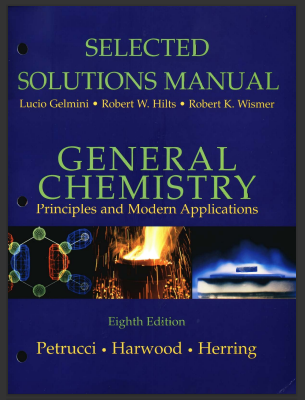 SELECTED
SOLUTIONS MANUAL
Lucio Gelmini • Robert W. Hilts • Robert K. Wismer
GENERAL
CHEMISTRY
Principles and Modern Applications
Eighth Edition
Petrucci • Harwood • Herring